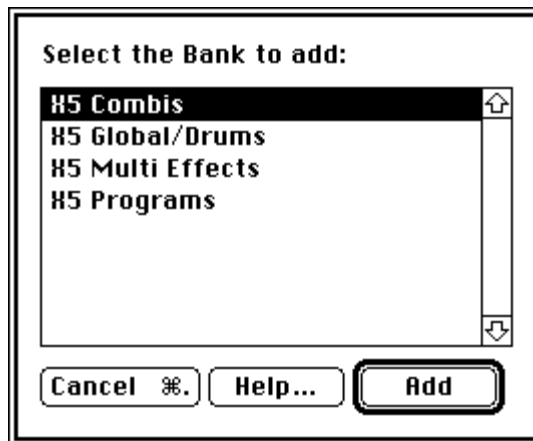 Select the Bank to add:
X5 Combis
X5 Global/Drums
X5 Multi Effects
X5 Programs
Cancel ⌘. Help... Add